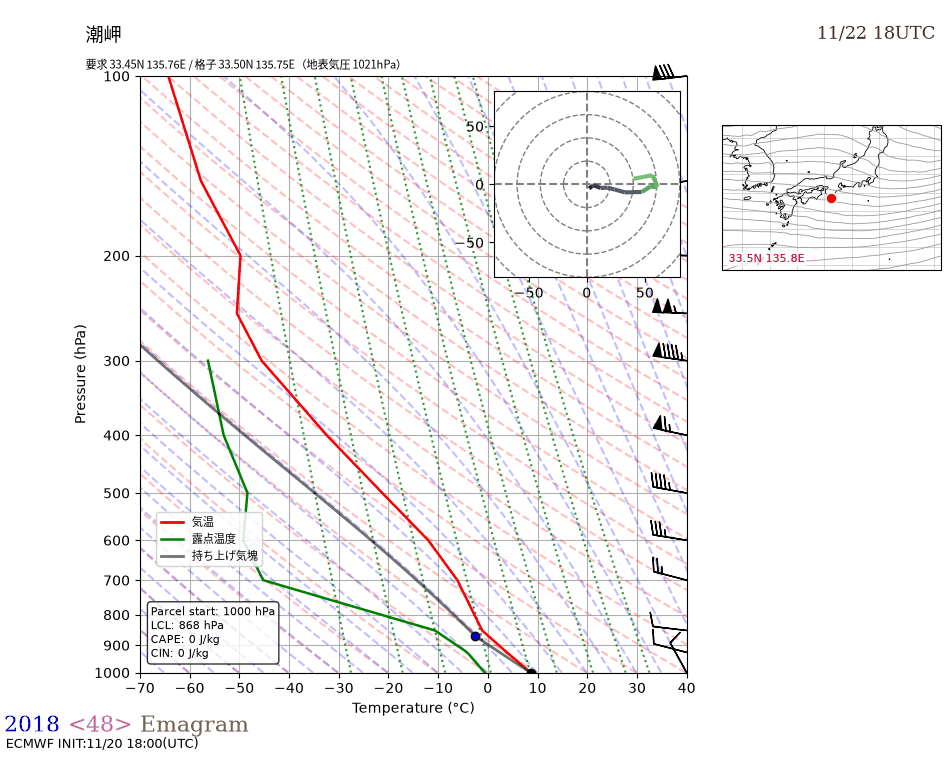 潮岬
11/22 18UTC
要求 33.45N 135.76E / 格子 33.50N 135.75E（地表気圧 1021hPa）
100
200
300
400
500
600
700
800
900
1000
Pressure (hPa)
50
0
−50
−50 0 50
33.5N 135.8E
気温
露点温度
持ち上げ気塊
Parcel start: 1000 hPa
LCL: 868 hPa
CAPE: 0 J/kg
CIN: 0 J/kg
−70 −60 −50 −40 −30 −20 −10 0 10 20 30 40
Temperature (°C)
2018 <48> Emagram
ECMWF INIT:11/20 18:00(UTC)